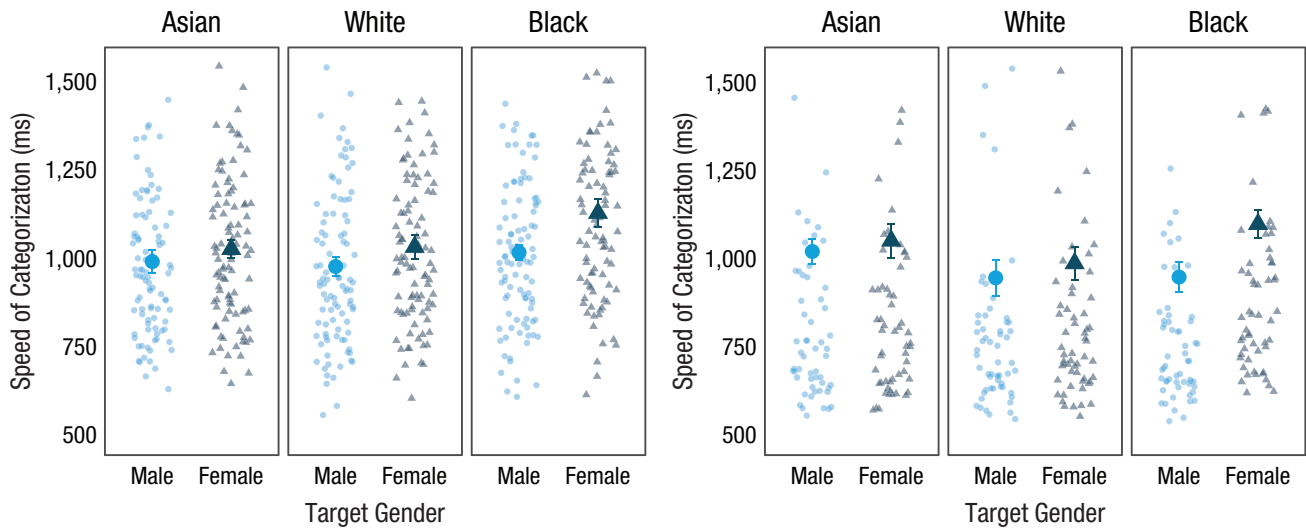 Asian White Black
Speed of Categorizaton (ms)
1,500
1,250
1,000
750
500
Male Female Male Female Male Female
Target Gender
Asian White Black
Speed of Categorizaton (ms)
1,500
1,250
1,000
750
500
Male Female Male Female Male Female
Target Gender